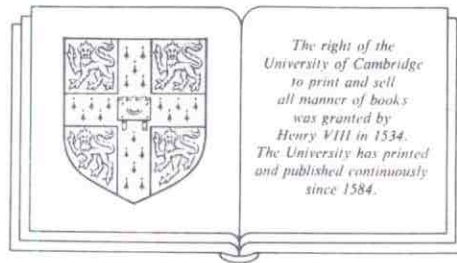 The right of the
University of Cambridge
to print and sell
all manner of books
was granted by
Henry VIII in 1534.
The University has printed
and published continuously
since 1584.